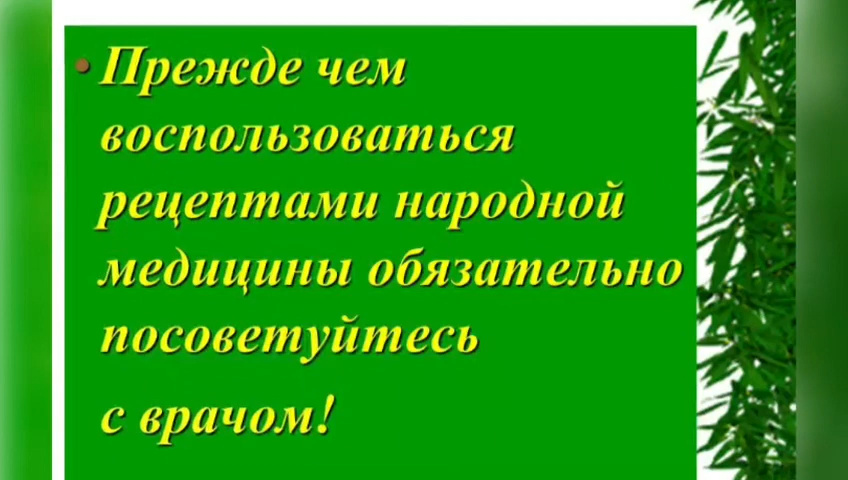 • Прежде чем
воспользоваться
рецептами народной
медицины обязательно
посоветуйтесь
с врачом!